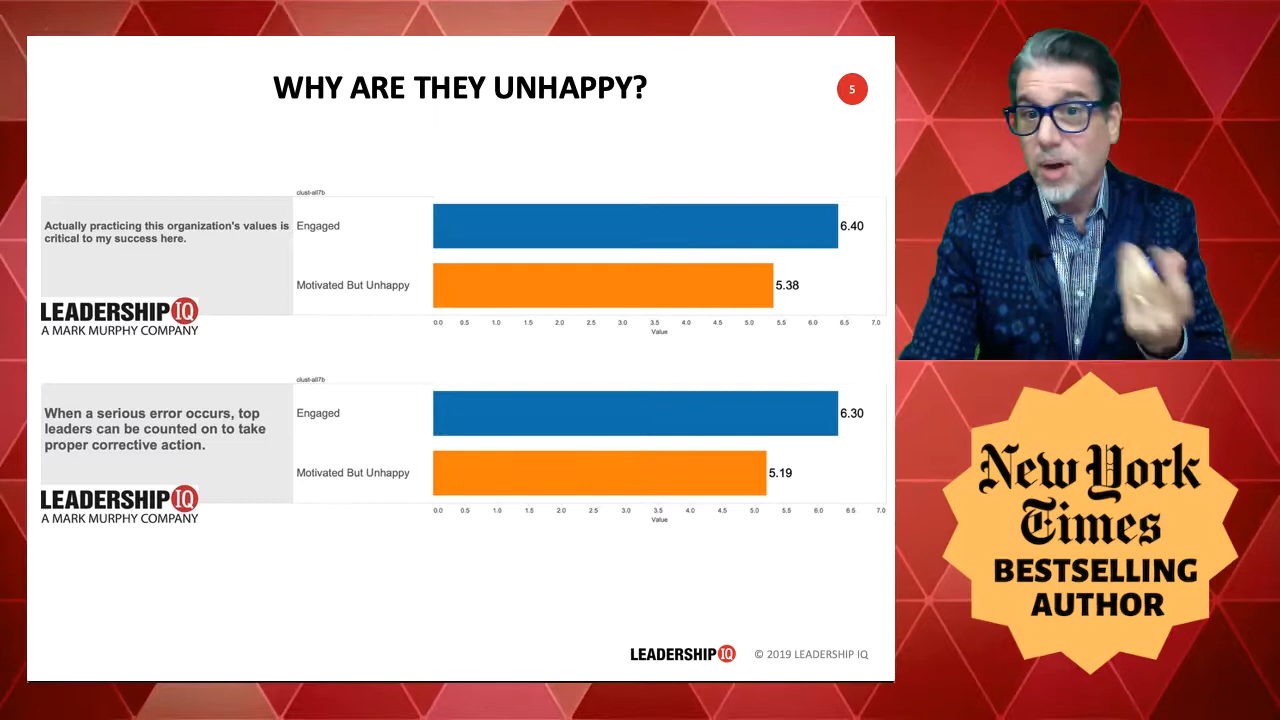 WHY ARE THEY UNHAPPY?
5
clust-all7b
Actually practicing this organization's values is
critical to my success here.
Engaged
6.40
Motivated But Unhappy
5.38
LEADERSHIP IQ
A MARK MURPHY COMPANY
0.0 0.5 1.0 1.5 2.0 2.5 3.0 3.5 4.0 4.5 5.0 5.5 6.0 6.5 7.0
Value
clust-all7b
When a serious error occurs, top
leaders can be counted on to take
proper corrective action.
Engaged
6.30
Motivated But Unhappy
5.19
LEADERSHIP IQ
A MARK MURPHY COMPANY
0.0 0.5 1.0 1.5 2.0 2.5 3.0 3.5 4.0 4.5 5.0 5.5 6.0 6.5 7.0
Value
LEADERSHIP IQ
© 2019 LEADERSHIP IQ
New York
Times
BESTSELLING
AUTHOR